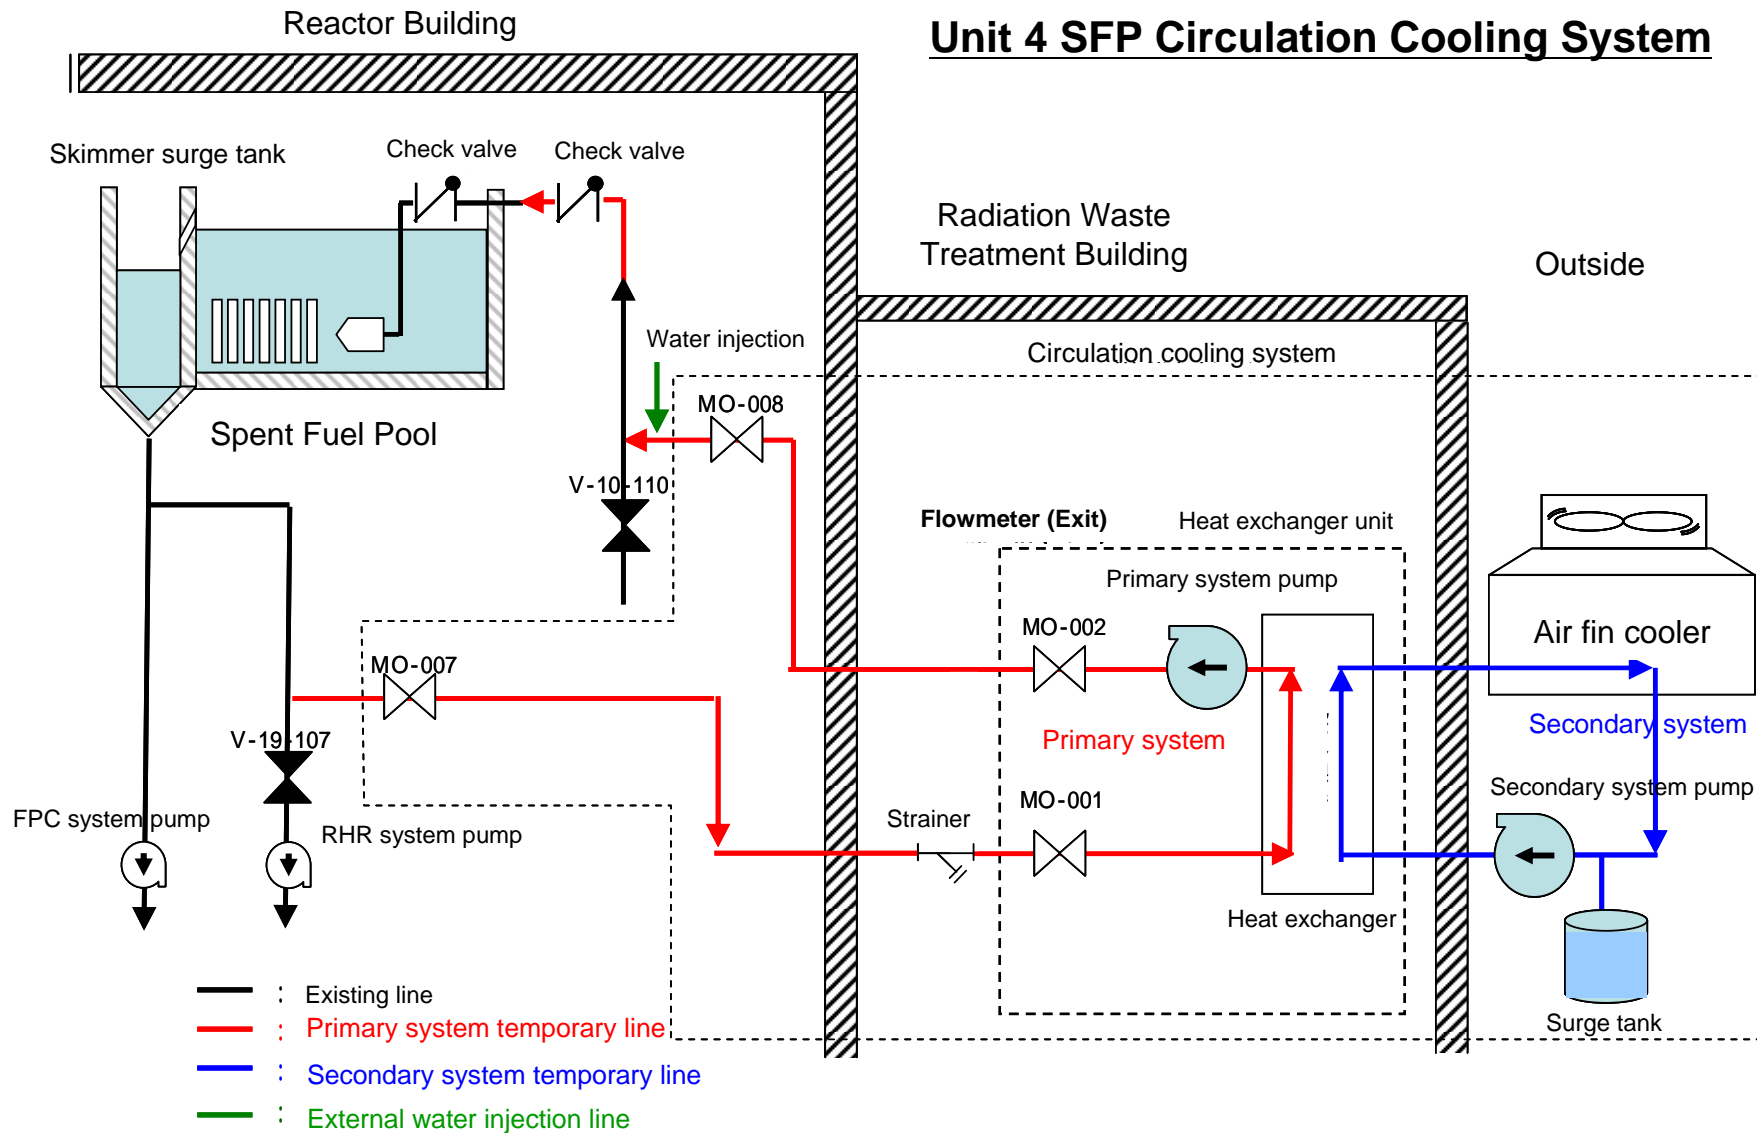 Reactor Building
Unit 4 SFP Circulation Cooling System
Skimmer surge tank
Check valve
Check valve
Radiation Waste
Treatment Building
Outside
Water injection
Circulation cooling system
MO-008
Spent Fuel Pool
V-10-110
Flowmeter (Exit)
Heat exchanger unit
Primary system pump
MO-002
Air fin cooler
MO-007
Primary system
Secondary system
V-19-107
MO-001
Secondary system pump
FPC system pump
RHR system pump
Strainer
Heat exchanger
Surge tank
: Existing line
: Primary system temporary line
: Secondary system temporary line
: External water injection line